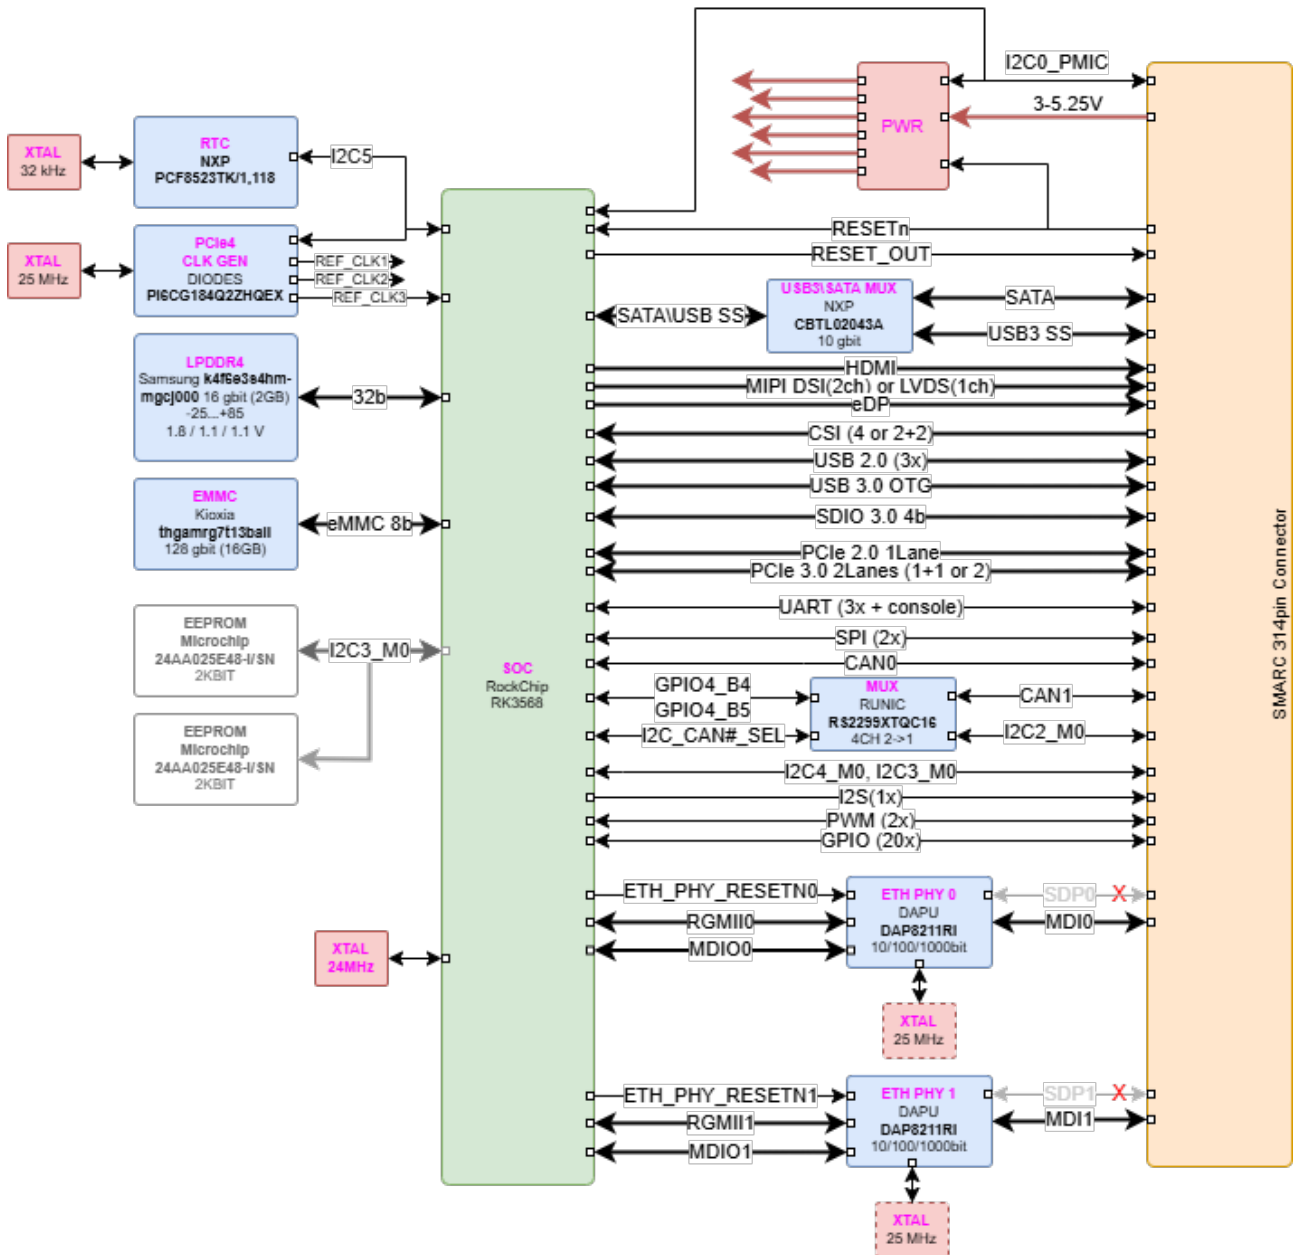 I2C0_PMIC
3-5.25V
PWR
XTAL
32 kHz
RTC
NXP
PCF8523TK/1,118
I2C5
XTAL
25 MHz
PCIe4
CLK GEN
DIODES
PI6CG184Q2ZHQEX
REF_CLK1
REF_CLK2
REF_CLK3
RESETn
RESET_OUT
USB3\SATA MUX
NXP
CBTL02043A
10 gbit
SATA\USB SS
SATA
USB3 SS
LPDDR4
Samsung k4f6e3s4hm-
mgcj000 16 gbit (2GB)
-25...+85
1.8 / 1.1 / 1.1 V
32b
HDMI
MIPI DSI(2ch) or LVDS(1ch)
eDP
CSI (4 or 2+2)
USB 2.0 (3x)
USB 3.0 OTG
SDIO 3.0 4b
EMMC
Kioxia
thgamrg7t13bail
128 gbit (16GB)
eMMC 8b
PCIe 2.0 1Lane
PCIe 3.0 2Lanes (1+1 or 2)
UART (3x + console)
SPI (2x)
CAN0
EEPROM
Microchip
24AA025E48-I/SN
2KBIT
I2C3_M0
EEPROM
Microchip
24AA025E48-I/SN
2KBIT
SOC
RockChip
RK3568
SMARC 314pin Connector
GPIO4_B4
GPIO4_B5
I2C_CAN#_SEL
MUX
RUNIC
RS2299XTQC16
4CH 2->1
CAN1
I2C2_M0
I2C4_M0, I2C3_M0
I2S(1x)
PWM (2x)
GPIO (20x)
ETH_PHY_RESETN0
RGMII0
MDIO0
ETH PHY 0
DAPU
DAP8211RI
10/100/1000bit
SDP0
X
MDI0
XTAL
24MHz
XTAL
25 MHz
ETH_PHY_RESETN1
RGMII1
MDIO1
ETH PHY 1
DAPU
DAP8211RI
10/100/1000bit
SDP1
X
MDI1
XTAL
25 MHz